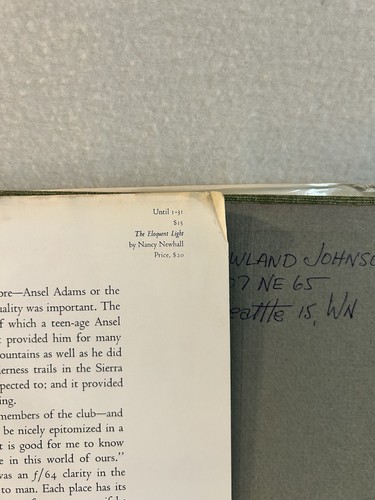 Until 1-31
$15
The Eloquent Light
by Nancy Newhall
Price, $20
ore—Ansel Adams or the
uality was important. The
f which a teen-age Ansel
t provided him for many
ountains as well as he did
lerness trails in the Sierra
pected to; and it provided
ing.
members of the club—and
be nicely epitomized in a
t is good for me to know
e in this world of ours."
was an f/64 clarity in the
to man. Each place has its
WLAND JOHNSO
07 NE 65
eattle 15, WN